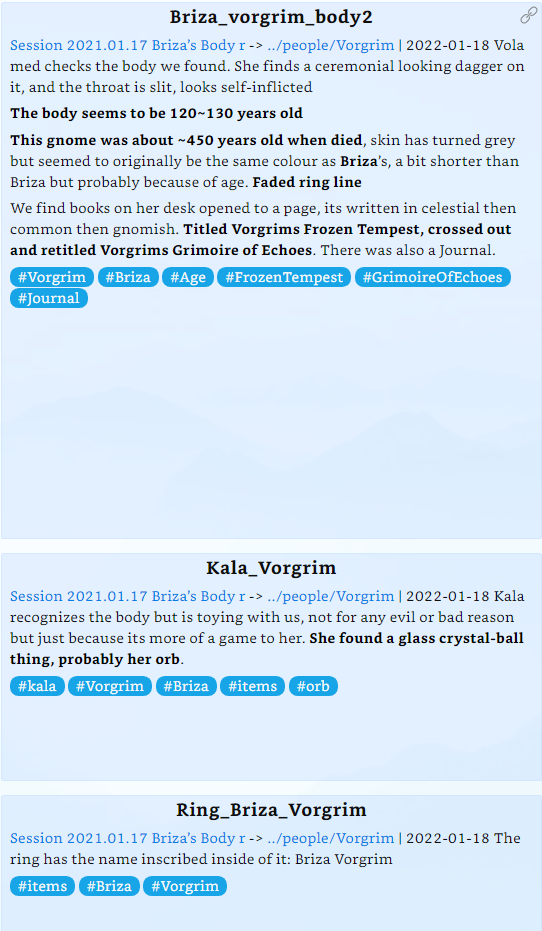 Briza_vorgrim_body2
Session 2021.01.17 Briza's Body r -> ../people/Vorgrim | 2022-01-18 Vola
med checks the body we found. She finds a ceremonial looking dagger on
it, and the throat is slit, looks self-inflicted
The body seems to be 120~130 years old
This gnome was about ~450 years old when died, skin has turned grey
but seemed to originally be the same colour as Briza's, a bit shorter than
Briza but probably because of age. Faded ring line
We find books on her desk opened to a page, its written in celestial then
common then gnomish. Titled Vorgrims Frozen Tempest, crossed out
and retitled Vorgrims Grimoire of Echoes. There was also a Journal.
#Vorgrim #Briza #Age #FrozenTempest #GrimoireOfEchoes
#Journal
Kala_Vorgrim
Session 2021.01.17 Briza's Body r -> ../people/Vorgrim | 2022-01-18 Kala
recognizes the body but is toying with us, not for any evil or bad reason
but just because its more of a game to her. She found a glass crystal-ball
thing, probably her orb.
#kala #Vorgrim #Briza #items #orb
Ring_Briza_Vorgrim
Session 2021.01.17 Briza's Body r -> ../people/Vorgrim | 2022-01-18 The
ring has the name inscribed inside of it: Briza Vorgrim
#items #Briza #Vorgrim